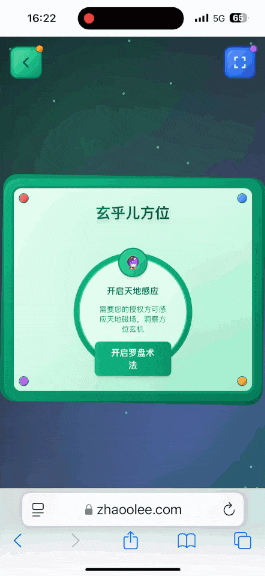 16:22
5G 65
玄乎儿方位
开启天地感应
需要您的授权方可感
应天地磁场，洞察方
位玄机
开启罗盘术
法
zhaoolee.com